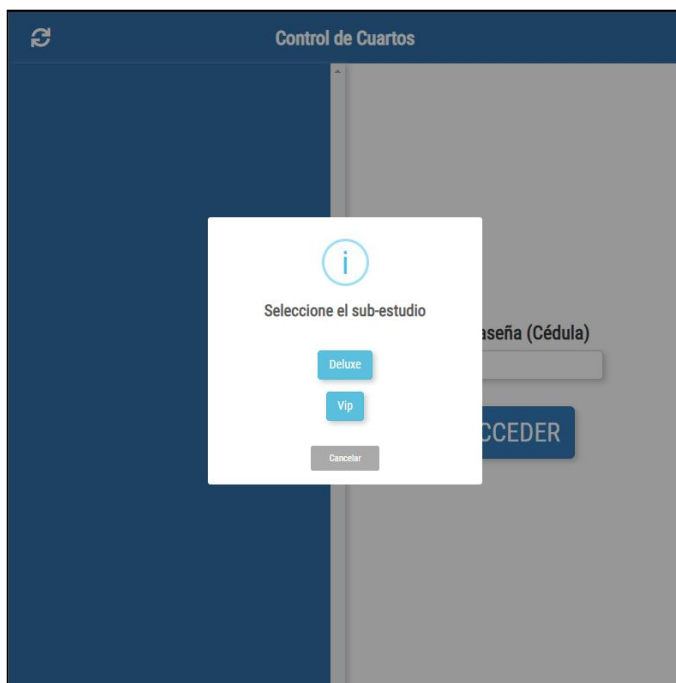 Control de Cuartos
Seleccione el sub-estudio
Deluxe
Vip
Cancelar
aseña (Cédula)
CCEDER